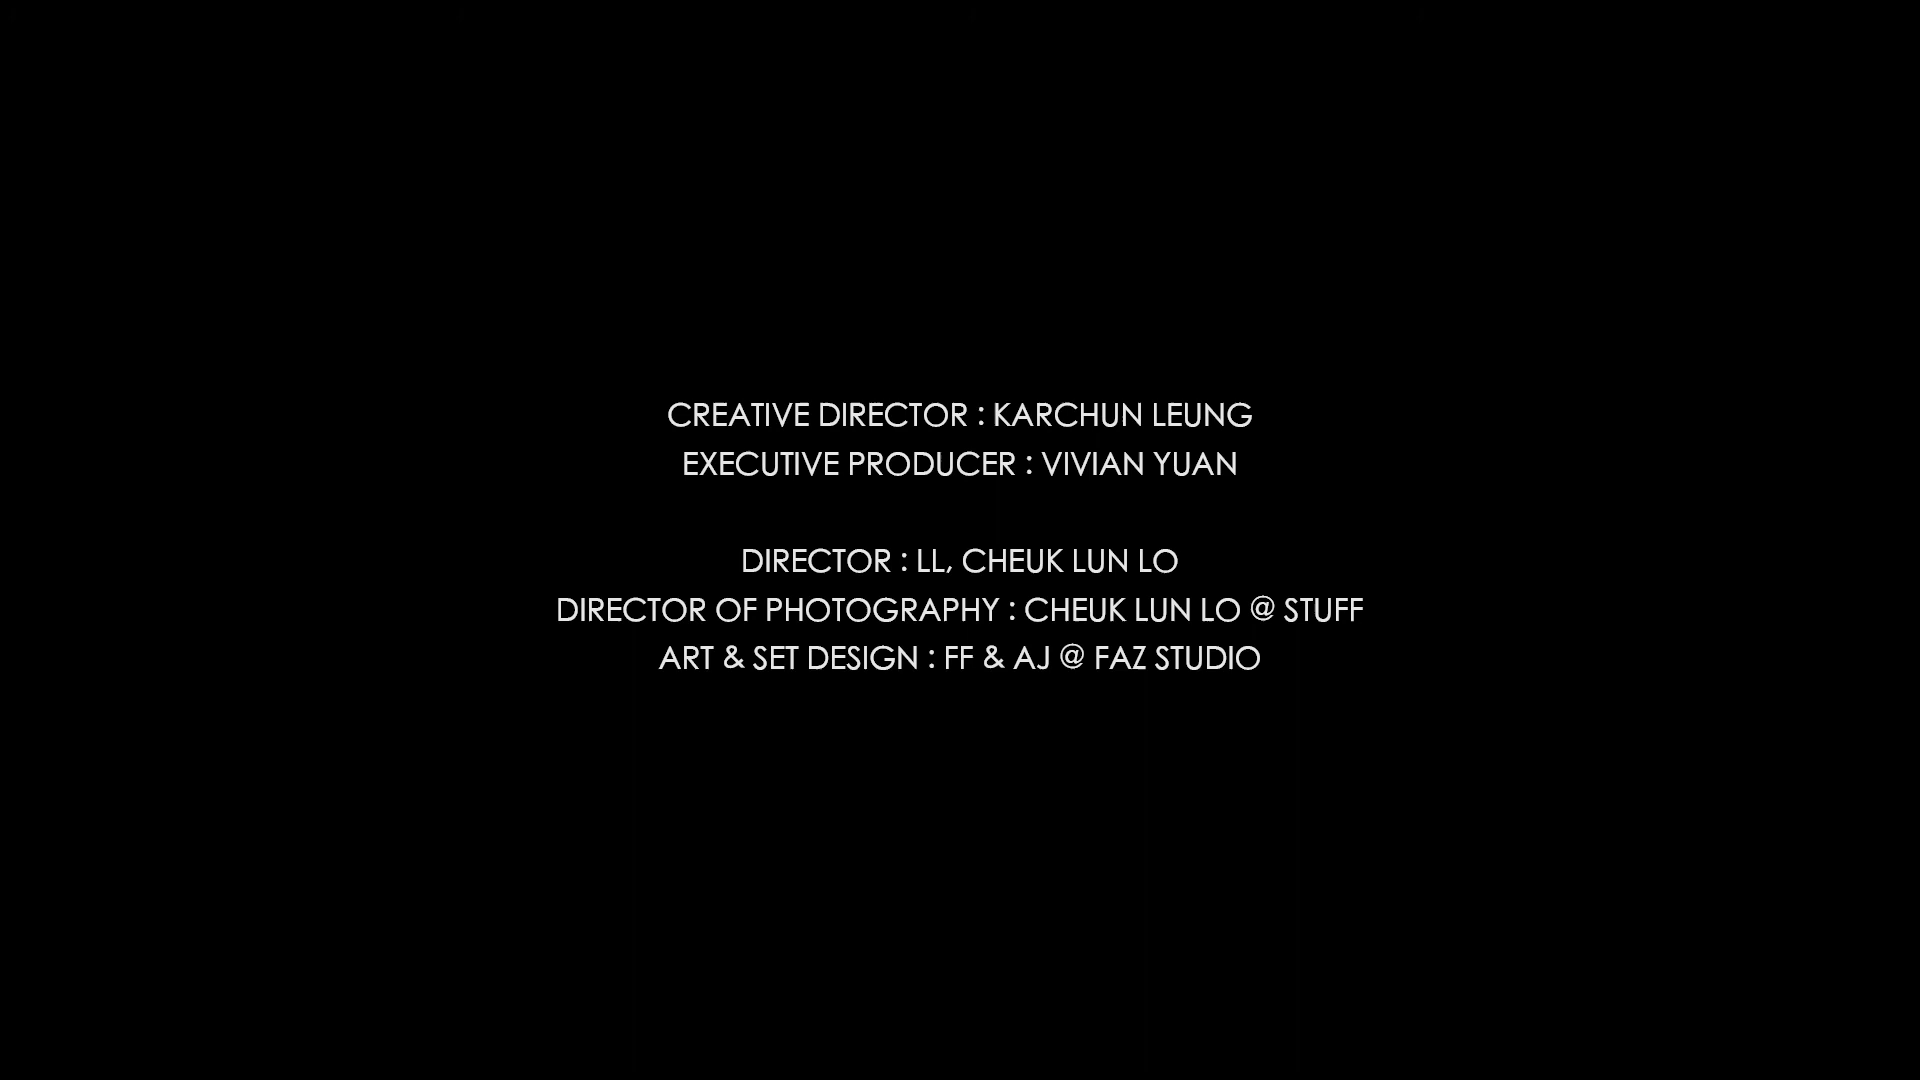 CREATIVE DIRECTOR : KARCHUN LEUNG
EXECUTIVE PRODUCER : VIVIAN YUAN
DIRECTOR : LL, CHEUK LUN LO
DIRECTOR OF PHOTOGRAPHY : CHEUK LUN LO @ STUFF
ART & SET DESIGN : FF & AJ @ FAZ STUDIO